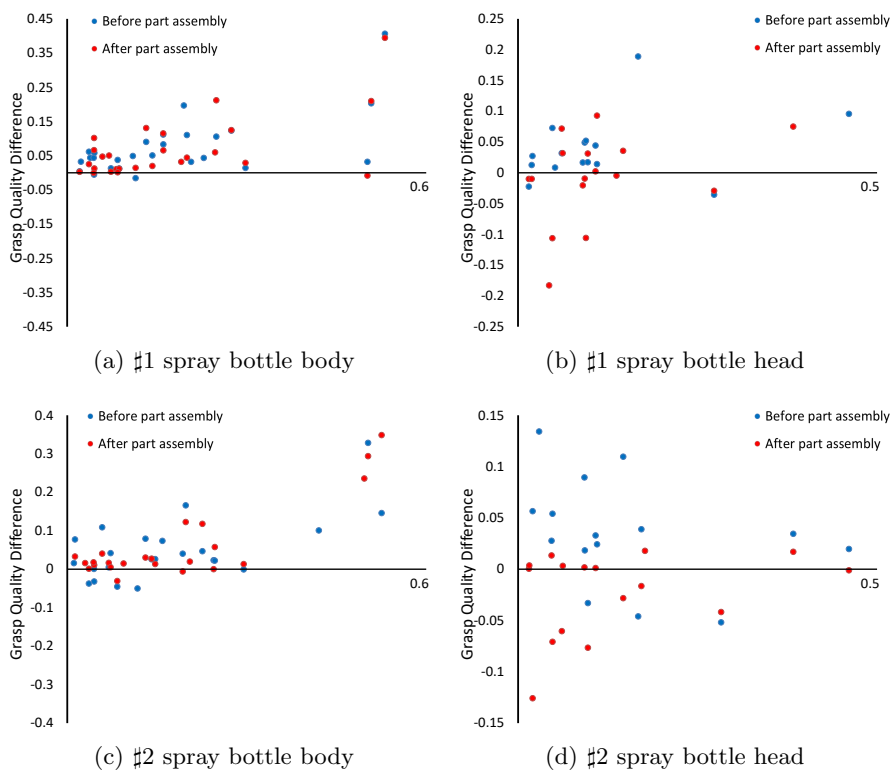 0.45
0.35
0.25
0.15
0.05
-0.05
-0.15
-0.25
-0.35
-0.45
Grasp Quality Difference
Before part assembly
After part assembly
0.6
(a) ♯1 spray bottle body
0.25
0.2
0.15
0.1
0.05
0
-0.05
-0.1
-0.15
-0.2
-0.25
Grasp Quality Difference
Before part assembly
After part assembly
0.5
(b) ♯1 spray bottle head
0.4
0.3
0.2
0.1
0
-0.1
-0.2
-0.3
-0.4
Grasp Quality Difference
Before part assembly
After part assembly
0.6
(c) ♯2 spray bottle body
0.15
0.1
0.05
0
-0.05
-0.1
-0.15
Grasp Quality Difference
Before part assembly
After part assembly
0.5
(d) ♯2 spray bottle head